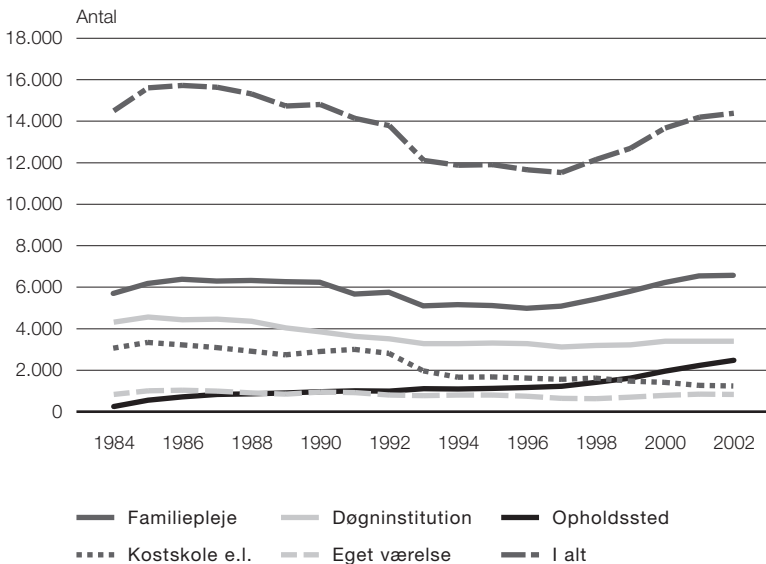 Antal
18.000
16.000
14.000
12.000
10.000
8.000
6.000
4.000
2.000
0
1984 1986 1988 1990 1992 1994 1996 1998 2000 2002
Familiepleje Døgninstitution Opholdssted
Kostskole e.l. Eget værelse I alt